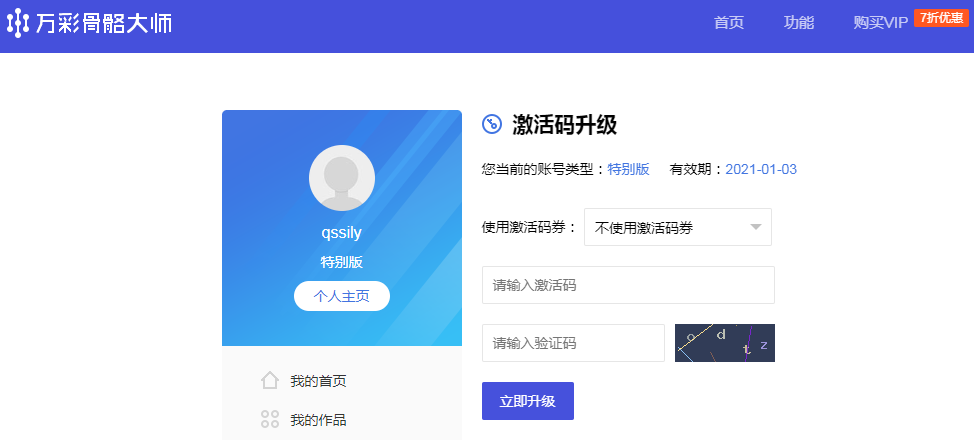 万彩骨骼大师
首页 功能 购买VIP 7折优惠
激活码升级
您当前的账号类型：特别版 有效期：2021-01-03
qssily
特别版
个人主页
使用激活码券： 不使用激活码券
请输入激活码
请输入验证码 o d t z
立即升级
我的首页
我的作品